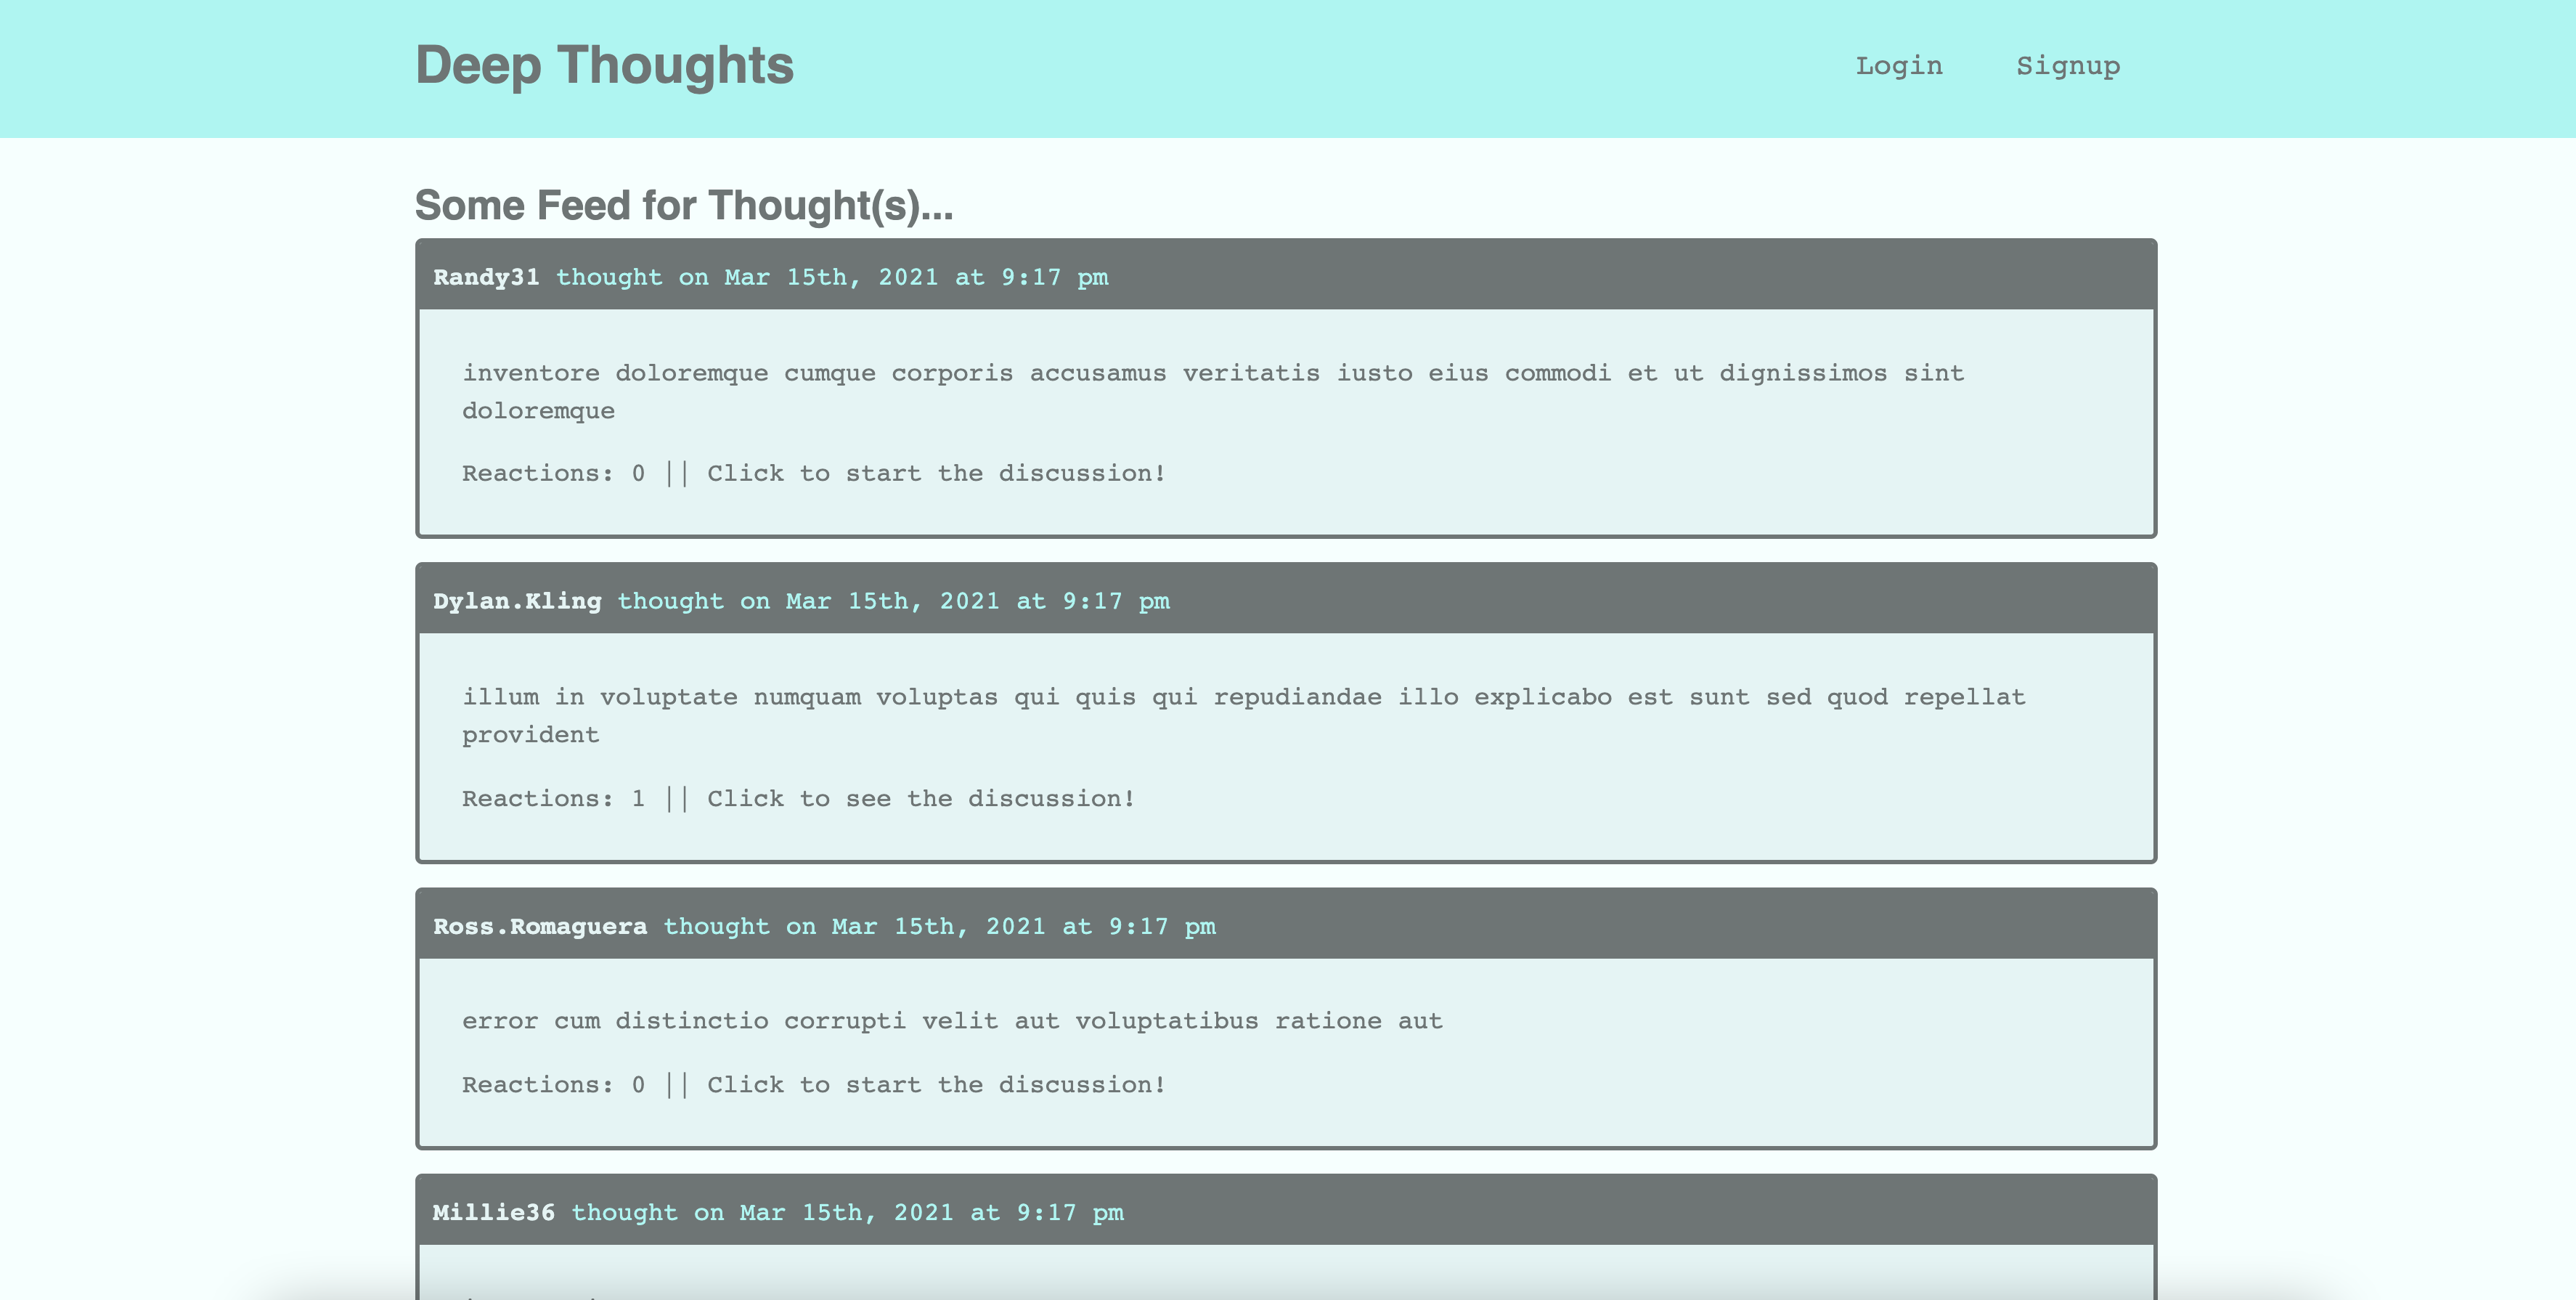 Deep Thoughts
Login
Signup
Some Feed for Thought(s)...
Randy31 thought on Mar 15th, 2021 at 9:17 pm
inventore doloremque cumque corporis accusamus veritatis iusto eius commodi et ut dignissimos sint
doloremque
Reactions: 0 || Click to start the discussion!
Dylan.Kling thought on Mar 15th, 2021 at 9:17 pm
illum in voluptate numquam voluptas qui quis qui repudiandae illo explicabo est sunt sed quod repellat
provident
Reactions: 1 || Click to see the discussion!
Ross.Romaguera thought on Mar 15th, 2021 at 9:17 pm
error cum distinctio corrupti velit aut voluptatibus ratione aut
Reactions: 0 || Click to start the discussion!
Millie36 thought on Mar 15th, 2021 at 9:17 pm